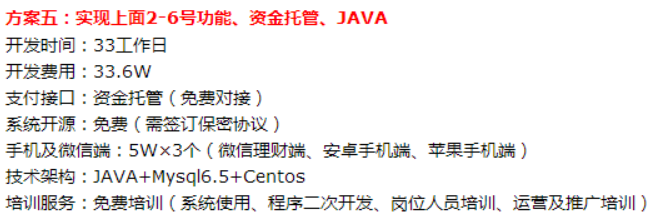 方案五：实现上面2-6号功能、资金托管、JAVA
开发时间：33工作日
开发费用：33.6W
支付接口：资金托管（免费对接）
系统开源：免费（需签订保密协议）
手机及微信端：5W×3个（微信理财端、安卓手机端、苹果手机端）
技术架构：JAVA+Mysql6.5+Centos
培训服务：免费培训（系统使用、程序二次开发、岗位人员培训、运营及推广培训）